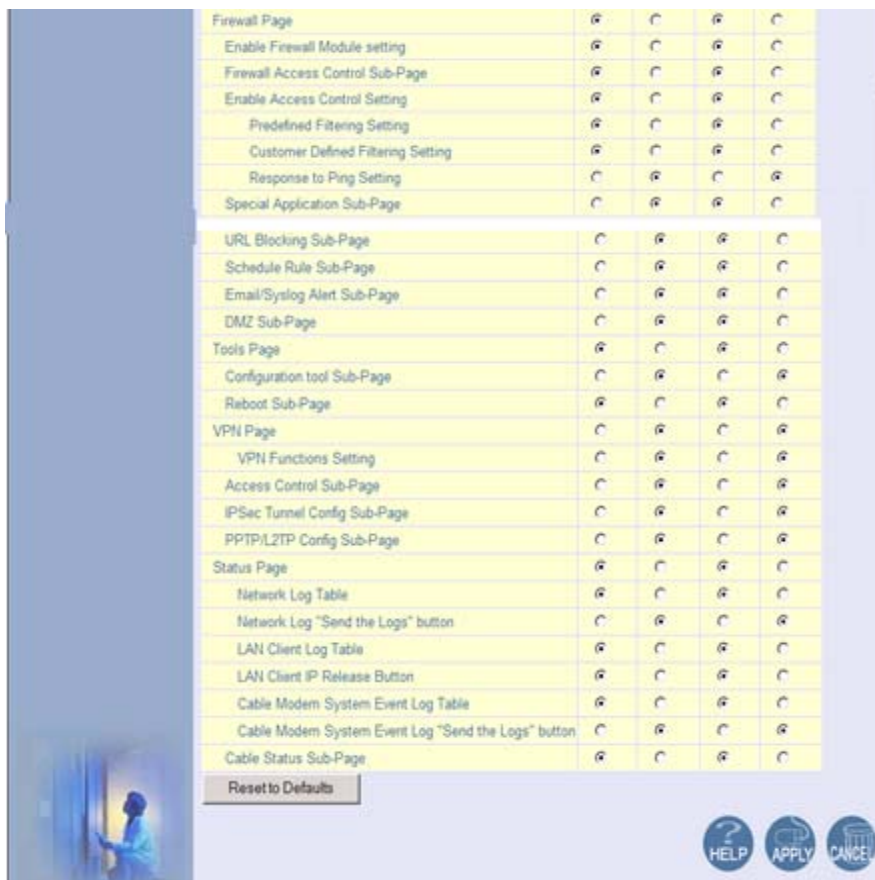 Firewall Page
Enable Firewall Module setting
Firewall Access Control Sub-Page
Enable Access Control Setting
Predefined Filtering Setting
Customer Defined Filtering Setting
Response to Ping Setting
Special Application Sub-Page
URL Blocking Sub-Page
Schedule Rule Sub-Page
Email/Syslog Alert Sub-Page
DMZ Sub-Page
Tools Page
Configuration tool Sub-Page
Reboot Sub-Page
VPN Page
VPN Functions Setting
Access Control Sub-Page
IPSec Tunnel Config Sub-Page
PPTP/L2TP Config Sub-Page
Status Page
Network Log Table
Network Log "Send the Logs" button
LAN Client Log Table
LAN Client IP Release Button
Cable Modem System Event Log Table
Cable Modem System Event Log "Send the Logs" button
Cable Status Sub-Page
Reset to Defaults
HELP APPLY CANCEL